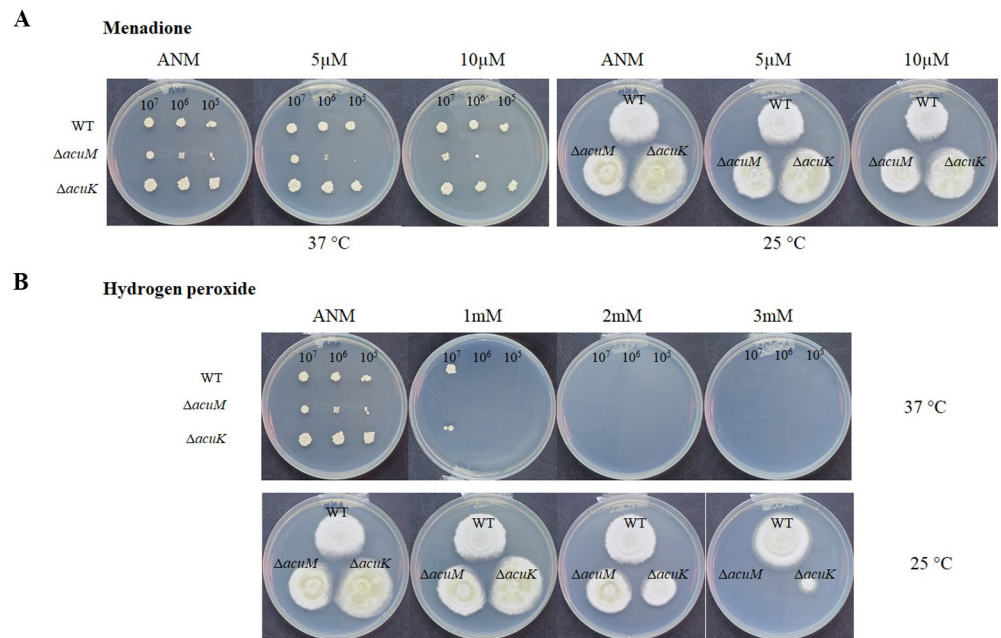 A
Menadione
ANM 5µM 10µM ANM 5µM 10µM
10⁷ 10⁶ 10⁵ 10⁷ 10⁶ 10⁵ 10⁷ 10⁶ 10⁵ WT WT WT
WT
ΔacuM ΔacuM ΔacuK ΔacuM ΔacuK ΔacuM ΔacuK
ΔacuK
37 °C 25 °C
B
Hydrogen peroxide
ANM 1mM 2mM 3mM
10⁷ 10⁶ 10⁵ 10⁷ 10⁶ 10⁵ 10⁷ 10⁶ 10⁵ 10⁷ 10⁶ 10⁵
WT
ΔacuM 37 °C
ΔacuK
WT WT WT WT
ΔacuM ΔacuK ΔacuM ΔacuK ΔacuM ΔacuK ΔacuM ΔacuK 25 °C